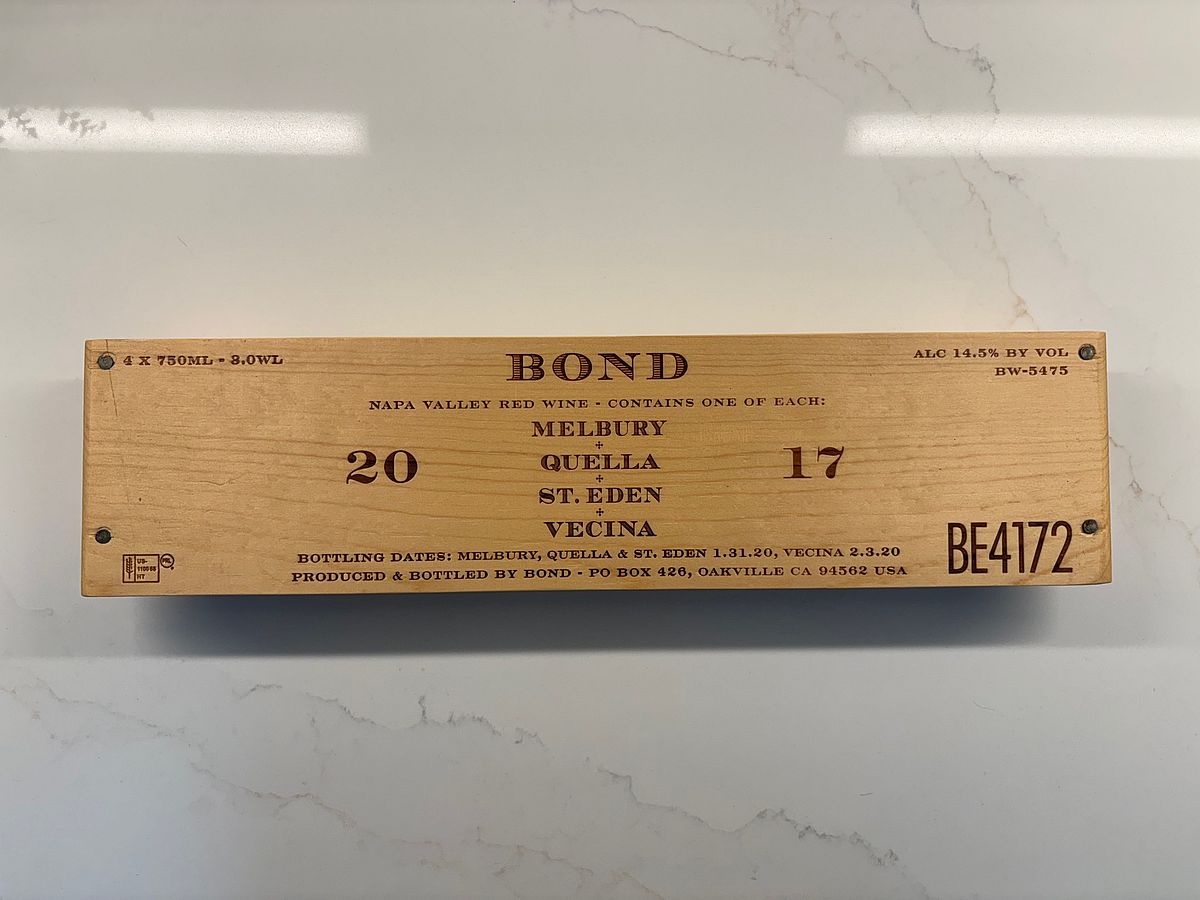 4 X 750ML - 3.0WL
BOND
ALC 14.5% BY VOL
BW-5475
NAPA VALLEY RED WINE - CONTAINS ONE OF EACH:
MELBURY
+
QUELLA
+
ST. EDEN
+
VECINA
20 17
BOTTLING DATES: MELBURY, QUELLA & ST. EDEN 1.31.20, VECINA 2.3.20
PRODUCED & BOTTLED BY BOND - PO BOX 426, OAKVILLE CA 94562 USA
BE4172
US-
HT